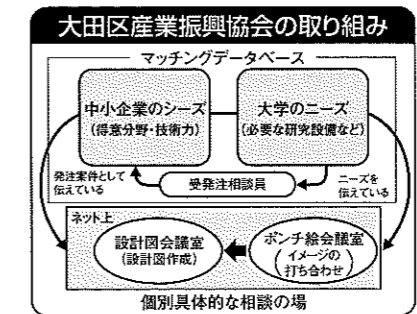 大田区産業振興協会の取り組み
マッチングデータベース
中小企業のシーズ
(得意分野・技術力)
大学のニーズ
(必要な研究設備など)
発注案件として
伝えている
受発注相談員
ニーズを
伝えている
ネット上
設計図会議室
(設計図作成)
ポンチ絵会議室
(イメージの
打ち合わせ)
個別具体的な相談の場